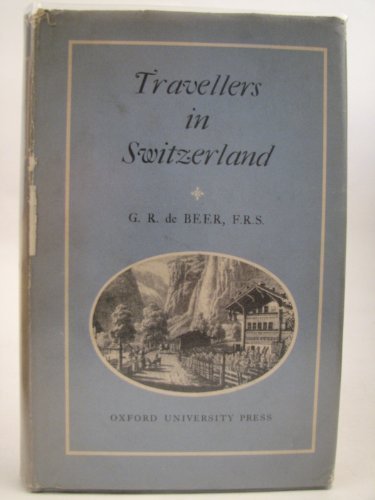 Travellers
in
Switzerland
G. R. de BEER, F.R.S.
OXFORD UNIVERSITY PRESS